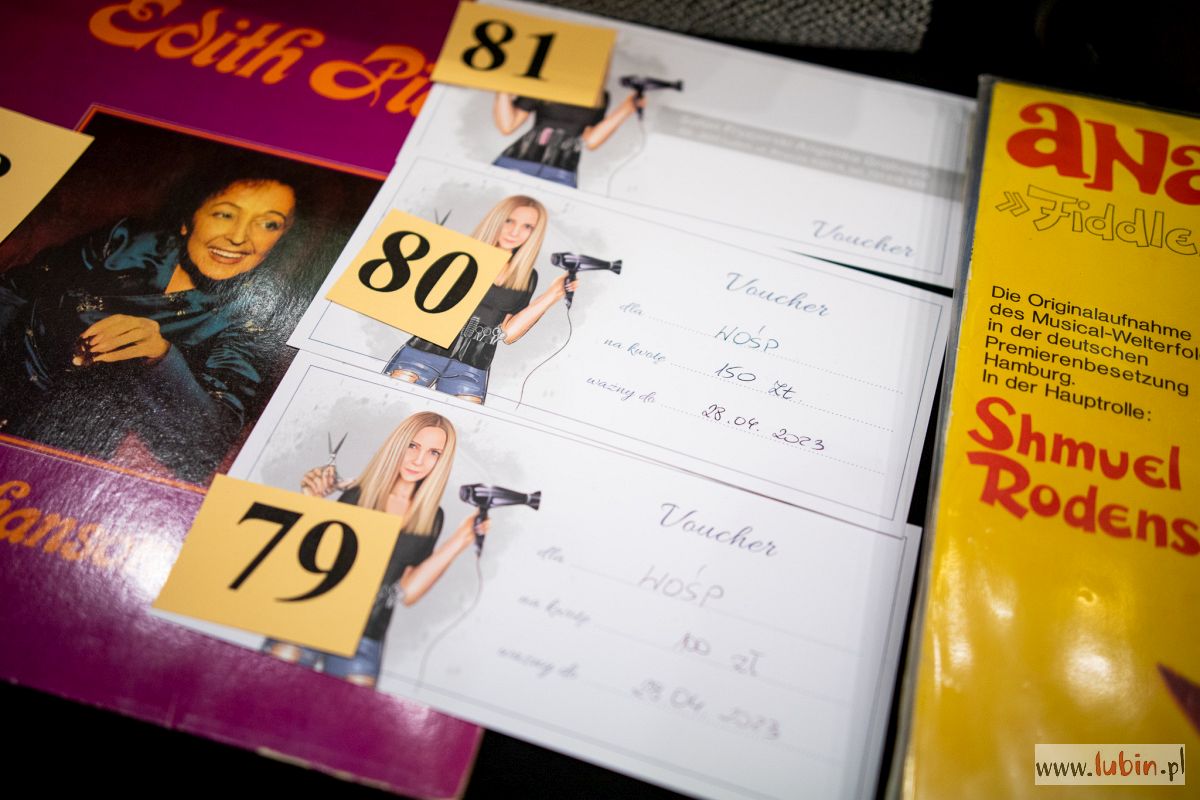 Edith Pi
81
Voucher
80
Voucher
dla WOŚP
na kwotę 150 zł
ważny do 28.04.2023
79
Voucher
dla WOŚP
na kwotę 100 zł
ważny do 28.04 2023
ANA
»Fiddle
Die Originalaufnahme
des Musical-Welterfol
in der deutschen
Premierenbesetzung
Hamburg.
In der Hauptrolle:
Shmuel
Rodens
www.lubin.pl